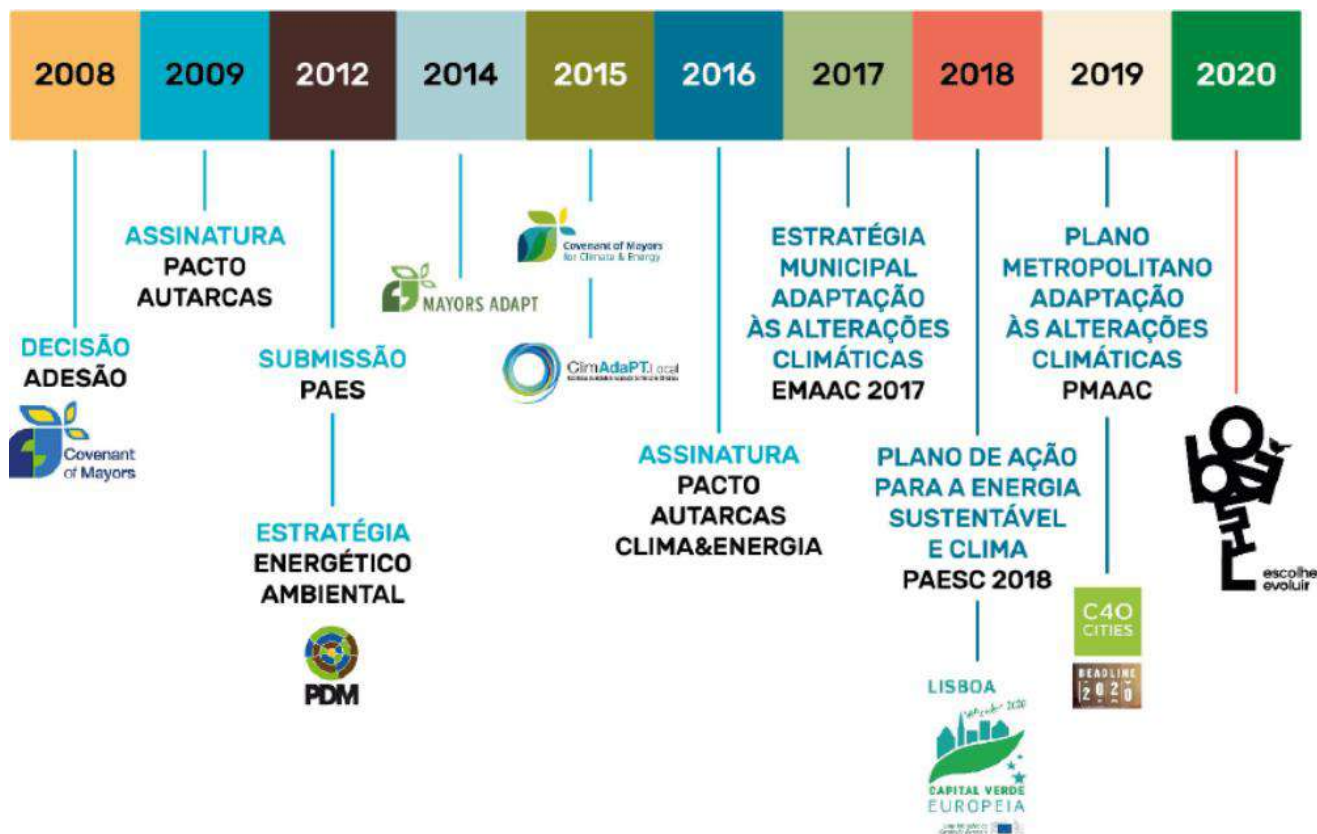 2008
2009
2012
2014
2015
2016
2017
2018
2019
2020
DECISÃO
ADESÃO
Covenant
of Mayors
ASSINATURA
PACTO
AUTARCAS
SUBMISSÃO
PAES
ESTRATÉGIA
ENERGÉTICO
AMBIENTAL
PDM
MAYORS ADAPT
Covenant of Mayors
for Climate & Energy
ClimAdaPT.Local
ASSINATURA
PACTO
AUTARCAS
CLIMA&ENERGIA
ESTRATÉGIA
MUNICIPAL
ADAPTAÇÃO
ÀS ALTERAÇÕES
CLIMÁTICAS
EMAAC 2017
PLANO DE AÇÃO
PARA A ENERGIA
SUSTENTÁVEL
E CLIMA
PAESC 2018
LISBOA
2020
CAPITAL VERDE
EUROPEIA
PLANO
METROPOLITANO
ADAPTAÇÃO
ÀS ALTERAÇÕES
CLIMÁTICAS
PMAAC
C40
CITIES
DEADLINE
2020
escolhe
evoluir